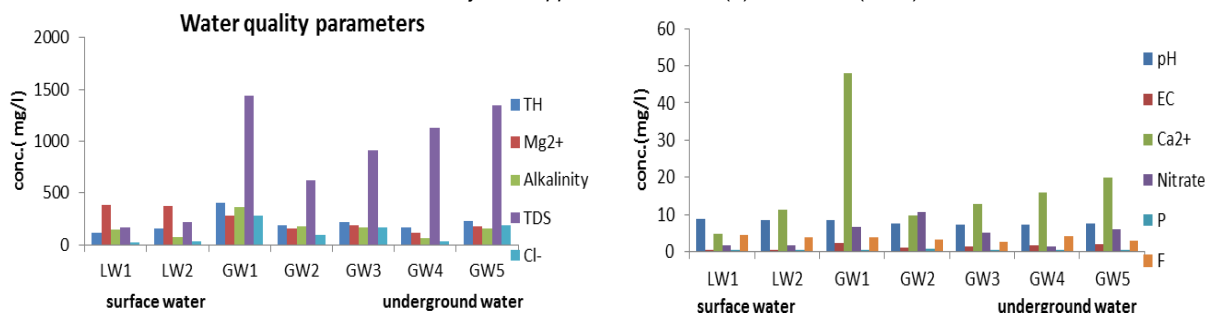 Water quality parameters
2000
1500
1000
500
0
conc.( mg/l)
LW1 LW2 GW1 GW2 GW3 GW4 GW5
surface water underground water
TH
Mg2+
Alkalinity
TDS
Cl-
60
50
40
30
20
10
0
conc.( mg/l)
LW1 LW2 GW1 GW2 GW3 GW4 GW5
surface water underground water
pH
EC
Ca2+
Nitrate
P
F